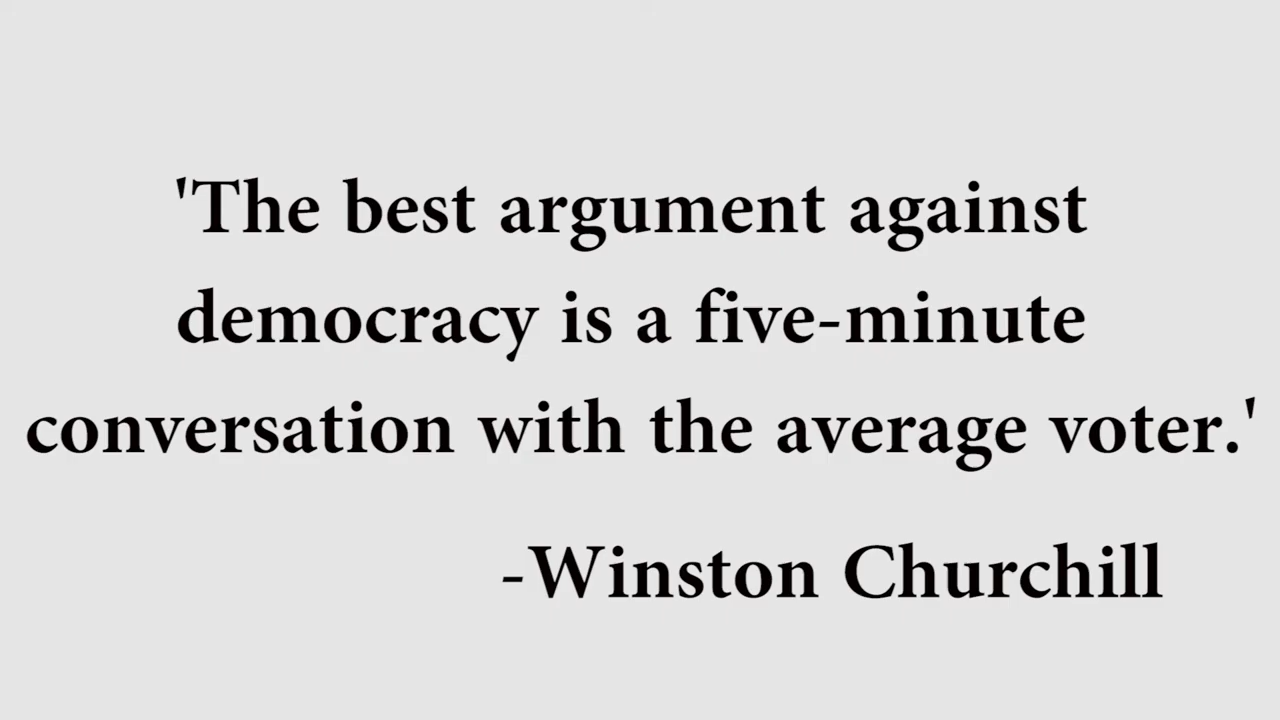 'The best argument against
democracy is a five-minute
conversation with the average voter.'
-Winston Churchill